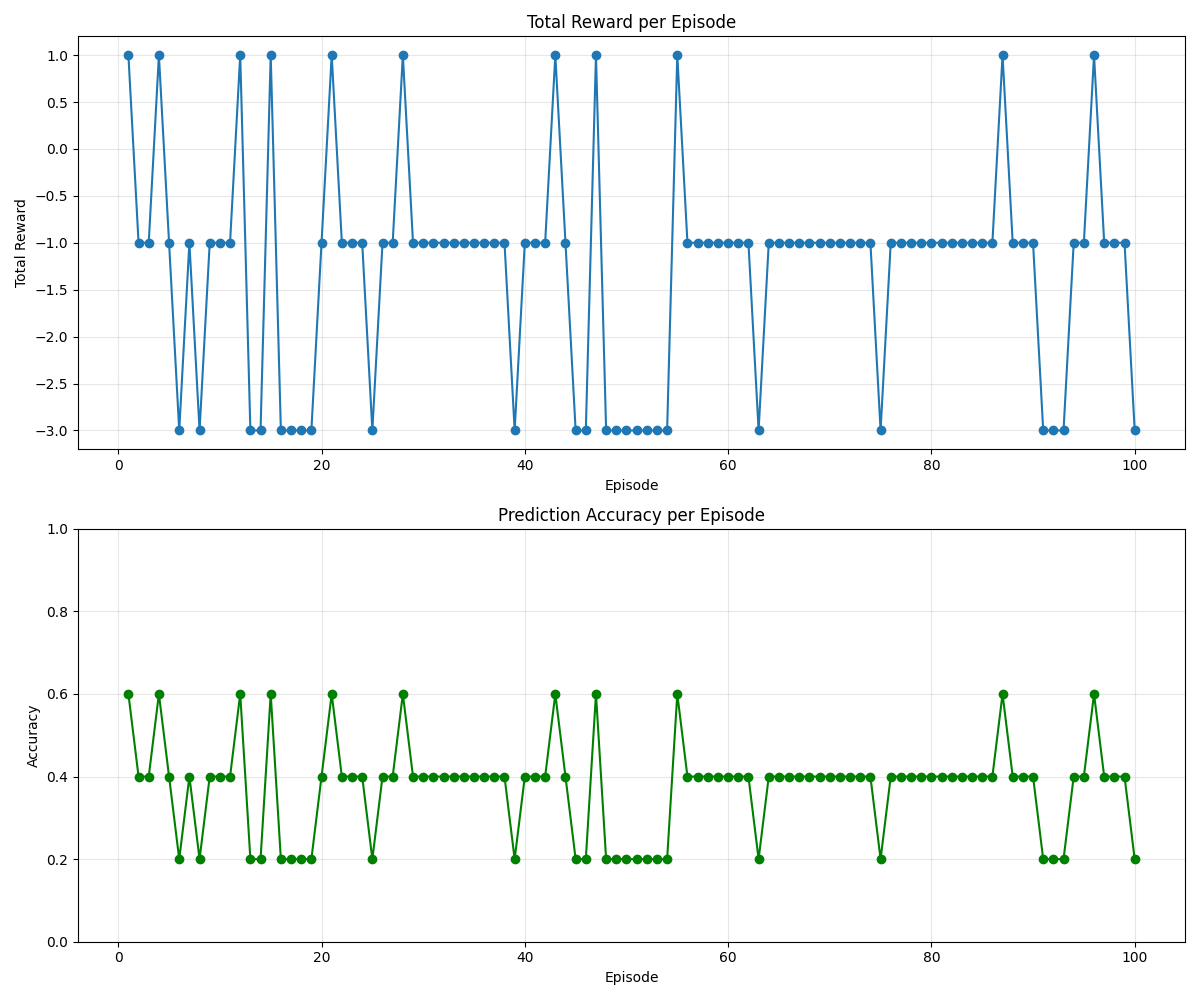 Total Reward per Episode
1.0
0.5
0.0
−0.5
−1.0
−1.5
−2.0
−2.5
−3.0
Total Reward
0 20 40 60 80 100
Episode
Prediction Accuracy per Episode
1.0
0.8
0.6
0.4
0.2
0.0
Accuracy
0 20 40 60 80 100
Episode